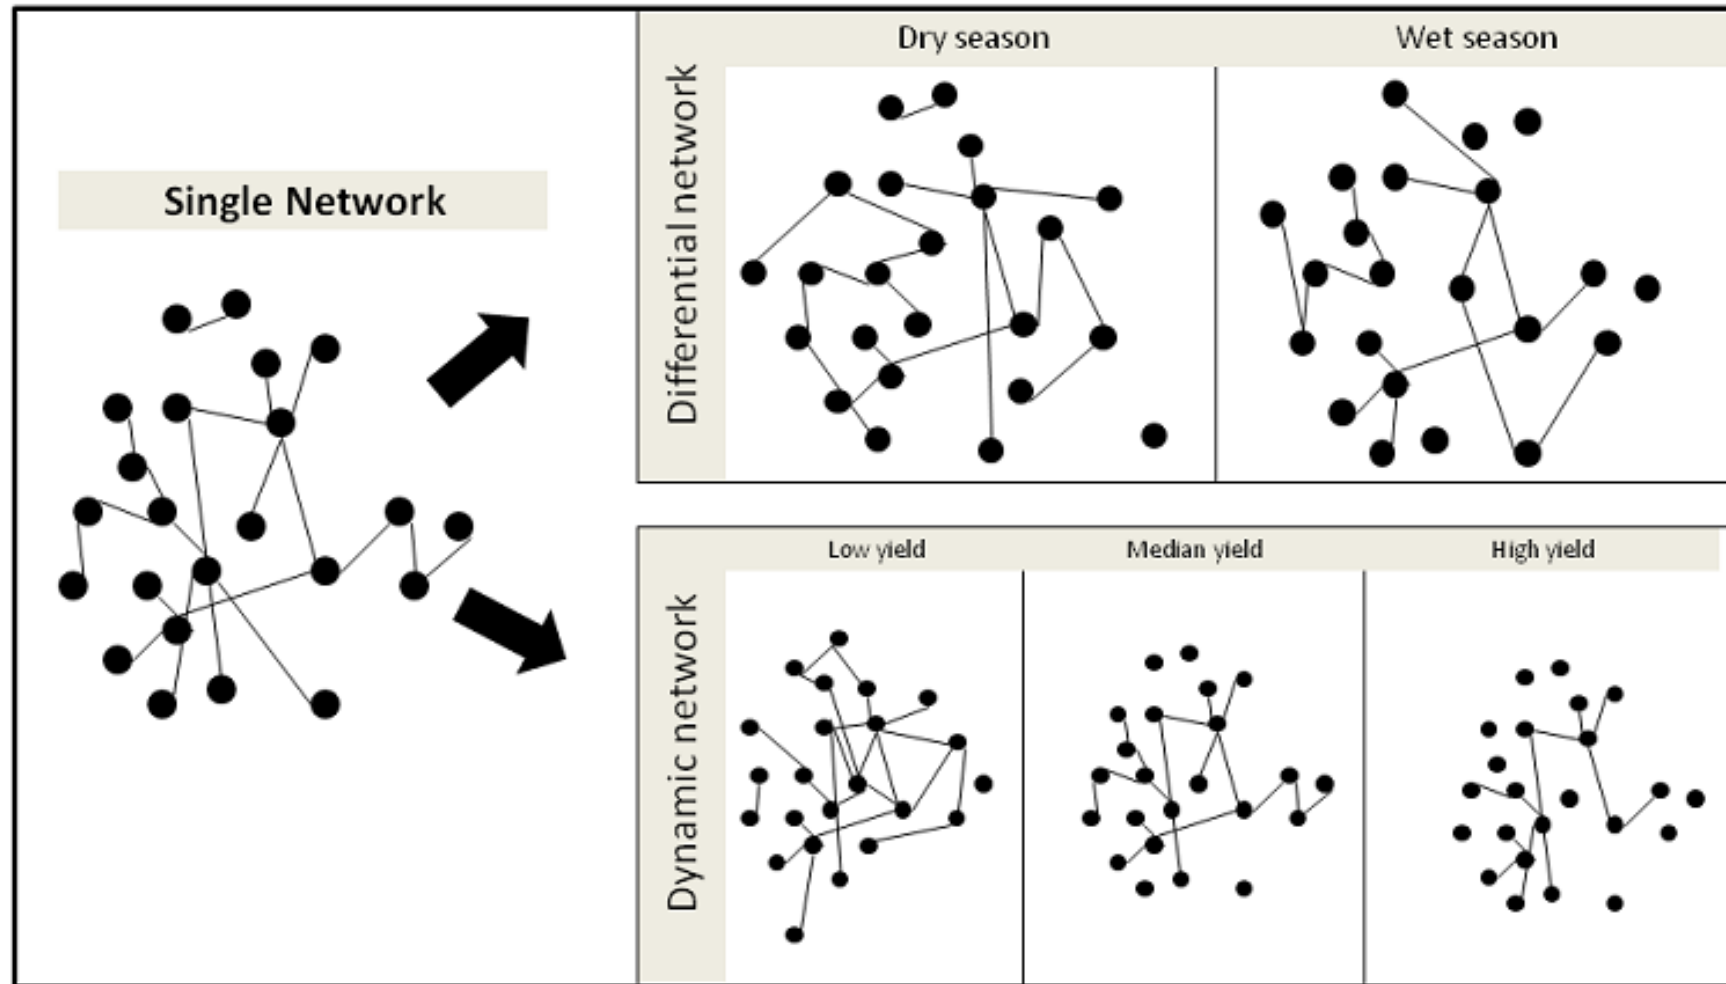 Single Network
Differential network
Dry season
Wet season
Dynamic network
Low yield
Median yield
High yield